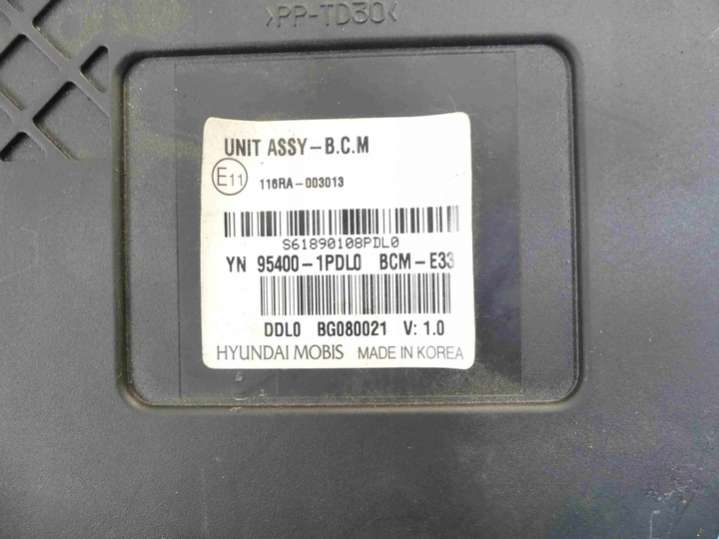 >PP-TD30<
UNIT ASSY-B.C.M
E11 116RA-003013
S61890108PDL0
YN 95400-1PDL0 BCM-E33
DDL0 BG080021 V: 1.0
HYUNDAI MOBIS MADE IN KOREA